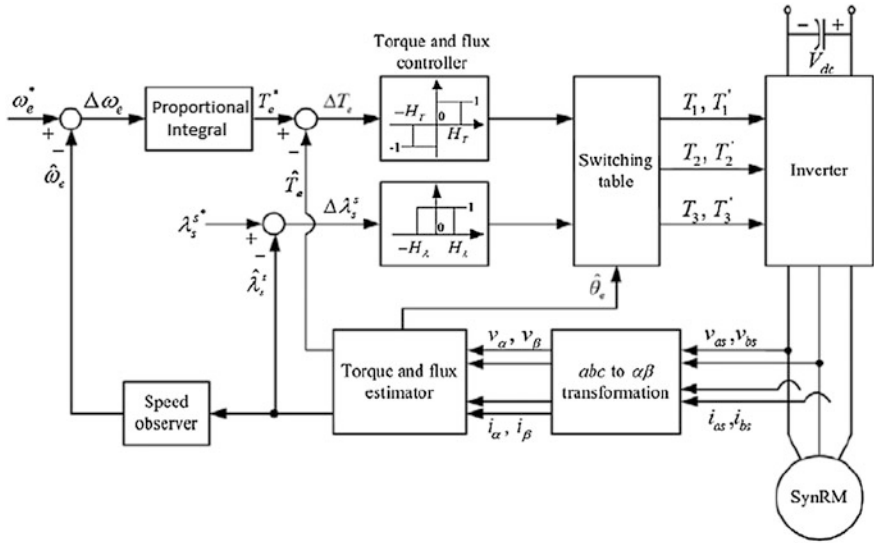 Torque and flux
controller
− +
V_dc
ω_e^*
+
−
Δω_e
Proportional
Integral
T_e^*
+
−
ΔT_e
−H_T
1
0
H_T
-1
T_1, T_1'
T_2, T_2'
T_3, T_3'
Switching
table
Inverter
ω̂_e
T̂_e
λ_s^{s*}
+
−
Δλ_s^s
1
0
−H_λ H_λ
λ̂_s^s
θ̂_e
Torque and flux
estimator
v_α, v_β
i_α, i_β
abc to αβ
transformation
v_as, v_bs
i_as, i_bs
Speed
observer
SynRM